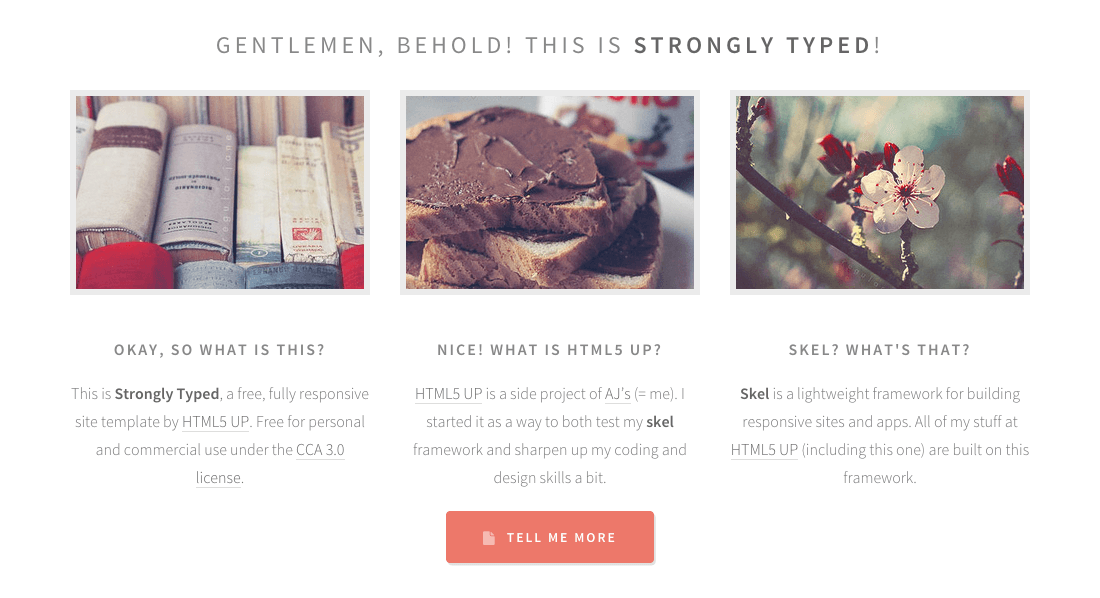 GENTLEMEN, BEHOLD! THIS IS STRONGLY TYPED!
OKAY, SO WHAT IS THIS?
This is Strongly Typed, a free, fully responsive
site template by HTML5 UP. Free for personal
and commercial use under the CCA 3.0
license.
NICE! WHAT IS HTML5 UP?
HTML5 UP is a side project of AJ's (= me). I
started it as a way to both test my skel
framework and sharpen up my coding and
design skills a bit.
SKEL? WHAT'S THAT?
Skel is a lightweight framework for building
responsive sites and apps. All of my stuff at
HTML5 UP (including this one) are built on this
framework.
TELL ME MORE